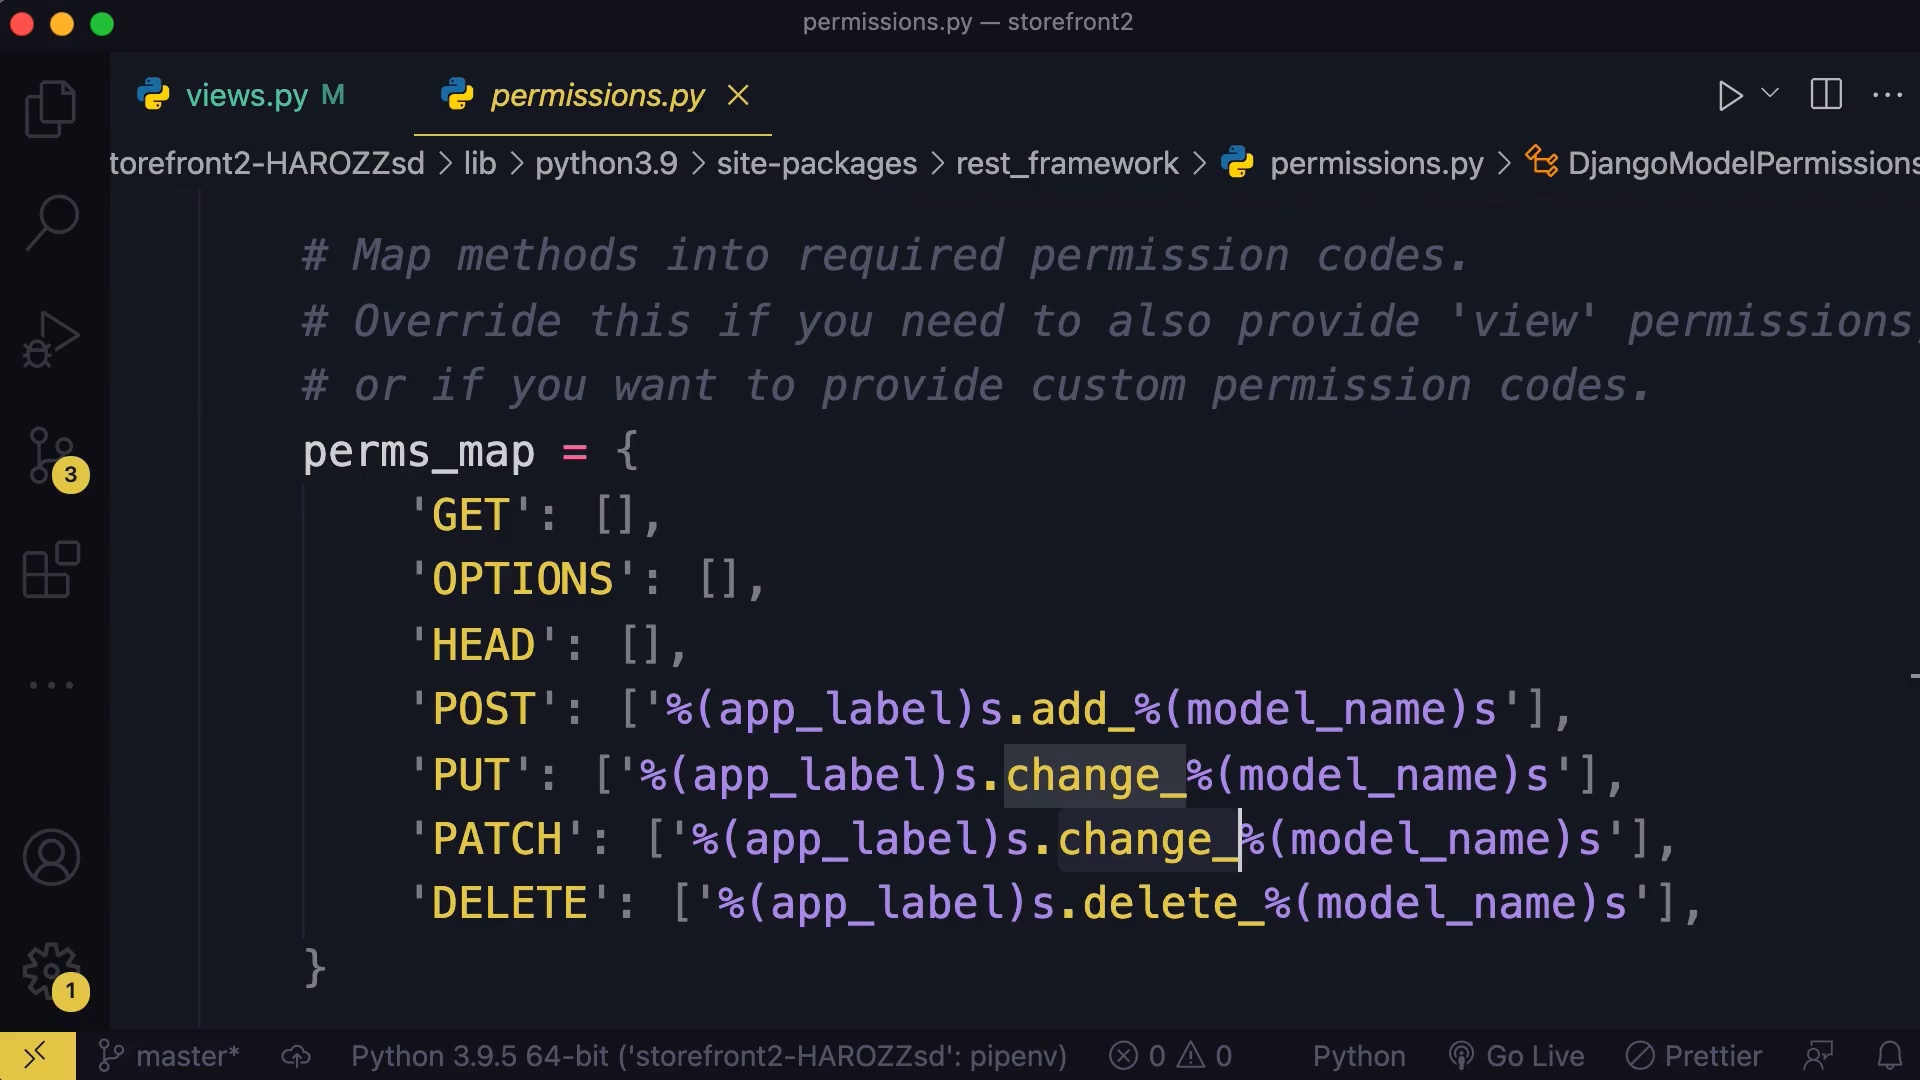 permissions.py — storefront2
views.py M
permissions.py
torefront2-HAROZZsd > lib > python3.9 > site-packages > rest_framework > permissions.py > DjangoModelPermissions
# Map methods into required permission codes.
# Override this if you need to also provide 'view' permissions,
# or if you want to provide custom permission codes.
perms_map = {
'GET': [],
'OPTIONS': [],
'HEAD': [],
'POST': ['%(app_label)s.add_%(model_name)s'],
'PUT': ['%(app_label)s.change_%(model_name)s'],
'PATCH': ['%(app_label)s.change_%(model_name)s'],
'DELETE': ['%(app_label)s.delete_%(model_name)s'],
}
3
1
master* Python 3.9.5 64-bit ('storefront2-HAROZZsd': pipenv) 0 0 Python Go Live Prettier